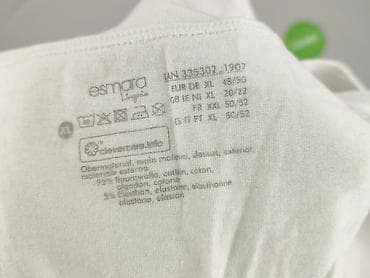 esmara
Lingerie
IAN 335302_1907
EUR DE XL 48/50
GB IE NI XL 20/22
FR XXL 50/52
ES IT PT XL 50/52
XL
40
clevercare.info
Obermaterial, main material, dessus, exterior,
materiale esterno:
95% Baumwolle, cotton, coton,
algodón, cotone
5% Elasthan, elastane, élasthanne
elastano, elastan